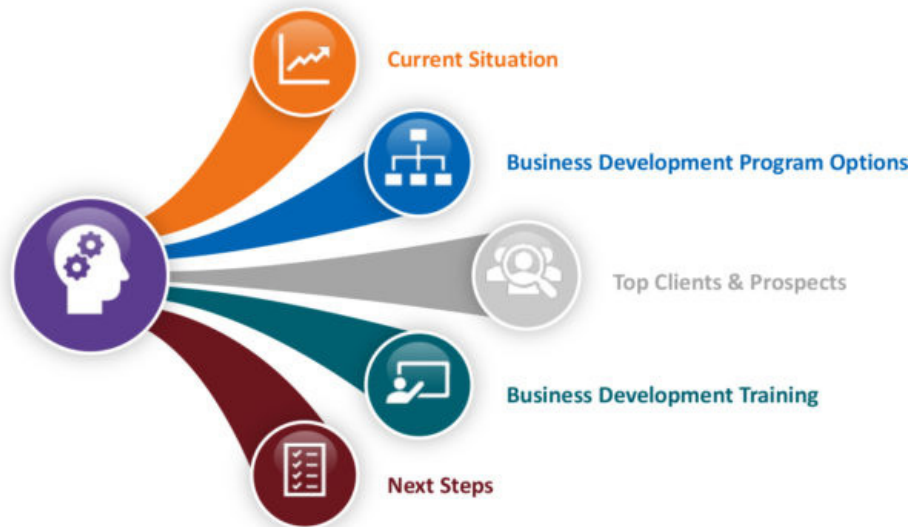 Current Situation
Business Development Program Options
Top Clients & Prospects
Business Development Training
Next Steps